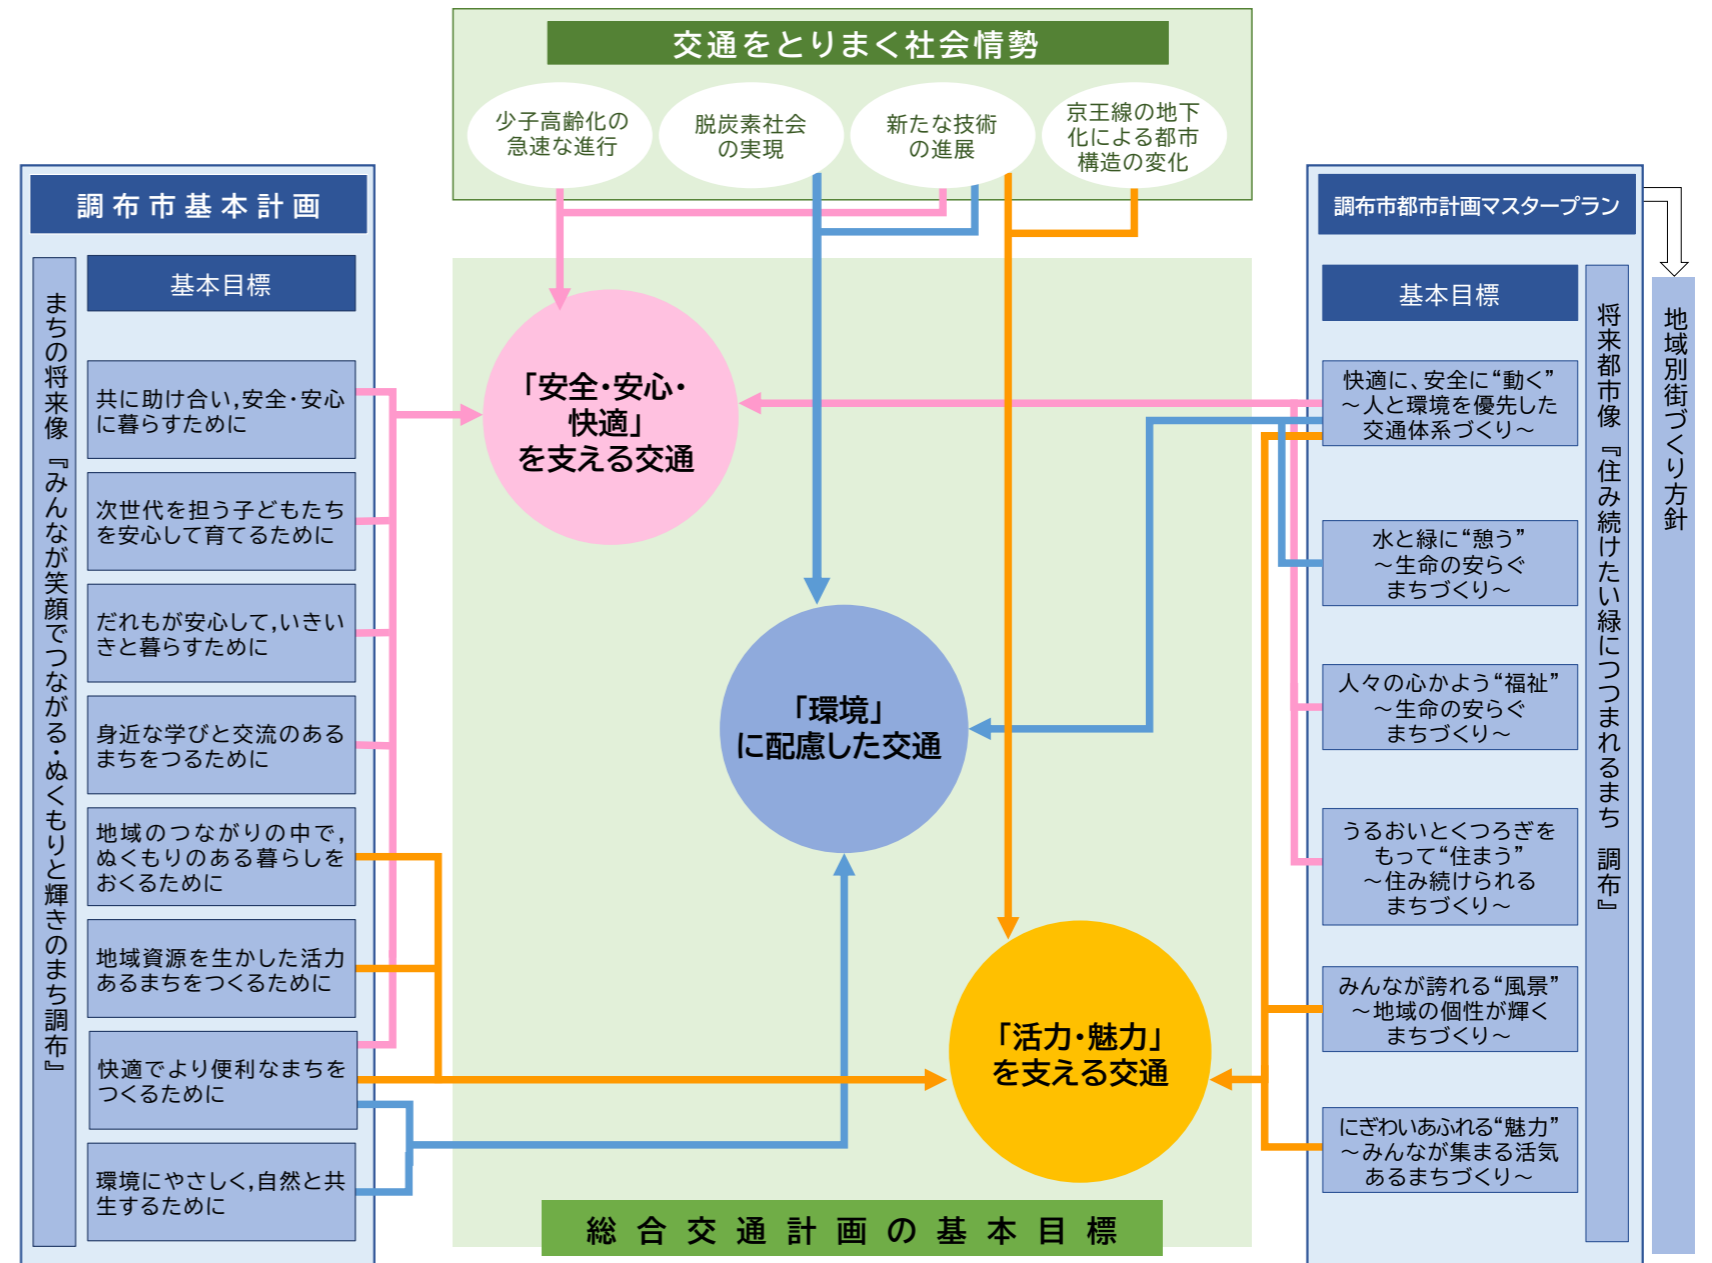 交通をとりまく社会情勢
少子高齢化の
急速な進行
脱炭素社会
の実現
新たな技術
の進展
京王線の地下
化による都市
構造の変化
調布市基本計画
まちの将来像『みんなが笑顔でつながる・ぬくもりと輝きのまち調布』
基本目標
共に助け合い,安全・安心
に暮らすために
次世代を担う子どもたち
を安心して育てるために
だれもが安心して,いきい
きと暮らすために
身近な学びと交流のある
まちをつるために
地域のつながりの中で,
ぬくもりのある暮らしを
おくるために
地域資源を生かした活力
あるまちをつくるために
快適でより便利なまちを
つくるために
環境にやさしく,自然と共
生するために
「安全・安心・
快適」
を支える交通
「環境」
に配慮した交通
「活力・魅力」
を支える交通
総合交通計画の基本目標
調布市都市計画マスタープラン
基本目標
快適に、安全に“動く”
～人と環境を優先した
交通体系づくり～
水と緑に“憩う”
～生命の安らぐ
まちづくり～
人々の心かよう“福祉”
～生命の安らぐ
まちづくり～
うるおいとくつろぎを
もって“住まう”
～住み続けられる
まちづくり～
みんなが誇れる“風景”
～地域の個性が輝く
まちづくり～
にぎわいあふれる“魅力”
～みんなが集まる活気
あるまちづくり～
将来都市像『住み続けたい緑につつまれるまち 調布』
地域別街づくり方針